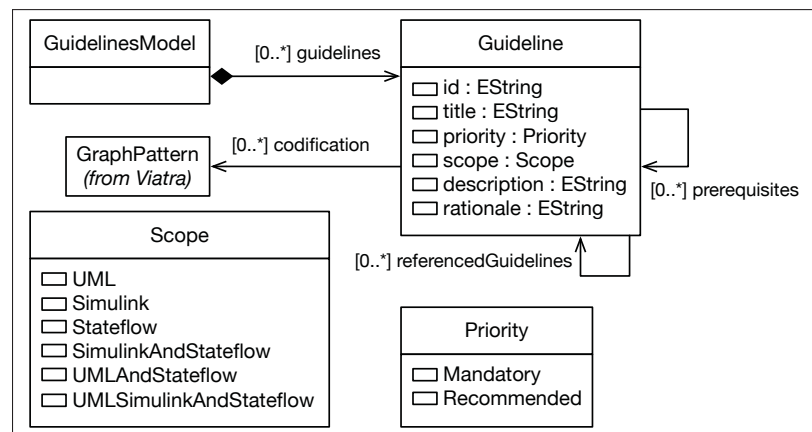 GuidelinesModel
[0..*] guidelines
Guideline
id : EString
title : EString
priority : Priority
scope : Scope
description : EString
rationale : EString
[0..*] codification
GraphPattern
(from Viatra)
[0..*] prerequisites
[0..*] referencedGuidelines
Scope
UML
Simulink
Stateflow
SimulinkAndStateflow
UMLAndStateflow
UMLSimulinkAndStateflow
Priority
Mandatory
Recommended